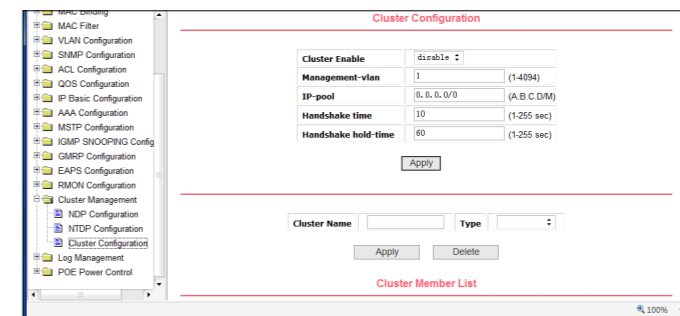 MAC Binding
MAC Filter
VLAN Configuration
SNMP Configuration
ACL Configuration
QOS Configuration
IP Basic Configuration
AAA Configuration
MSTP Configuration
IGMP SNOOPING Config
GMRP Configuration
EAPS Configuration
RMON Configuration
Cluster Management
NDP Configuration
NTDP Configuration
Cluster Configuration
Log Management
POE Power Control
Cluster Configuration
Cluster Enable disable
Management-vlan 1 (1-4094)
IP-pool 0.0.0.0/0 (A.B.C.D/M)
Handshake time 10 (1-255 sec)
Handshake hold-time 60 (1-255 sec)
Apply
Cluster Name Type
Apply Delete
Cluster Member List
100%